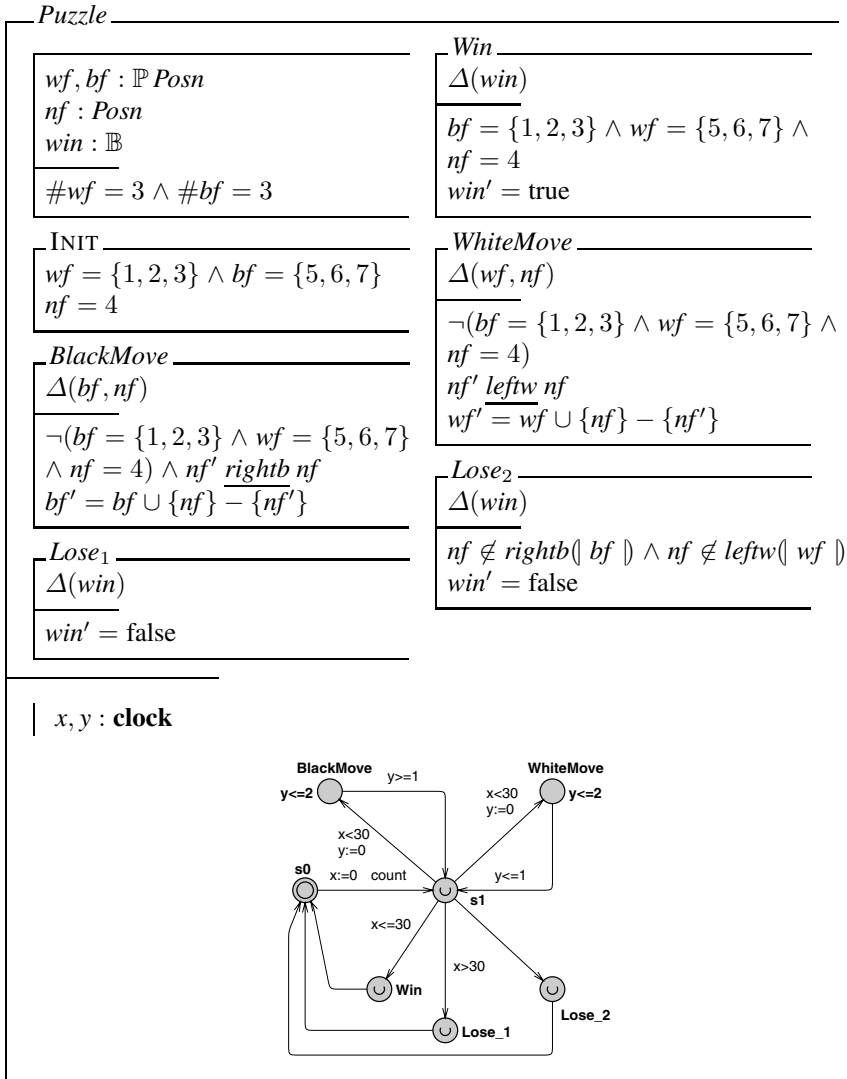 Puzzle
wf, bf : ℙ Posn
nf : Posn
win : 𝔹
#wf = 3 ∧ #bf = 3
INIT
wf = {1, 2, 3} ∧ bf = {5, 6, 7}
nf = 4
BlackMove
Δ(bf, nf)
¬(bf = {1, 2, 3} ∧ wf = {5, 6, 7}
∧ nf = 4) ∧ nf′ rightb nf
bf′ = bf ∪ {nf} − {nf′}
Lose₁
Δ(win)
win′ = false
Win
Δ(win)
bf = {1, 2, 3} ∧ wf = {5, 6, 7} ∧
nf = 4
win′ = true
WhiteMove
Δ(wf, nf)
¬(bf = {1, 2, 3} ∧ wf = {5, 6, 7} ∧
nf = 4)
nf′ leftw nf
wf′ = wf ∪ {nf} − {nf′}
Lose₂
Δ(win)
nf ∉ rightb⦇ bf ⦈ ∧ nf ∉ leftw⦇ wf ⦈
win′ = false
x, y : clock
BlackMove
y<=2
y>=1
WhiteMove
y<=2
x<30
y:=0
x<30
y:=0
s0
x:=0 count
y<=1
s1
x<=30
x>30
Win
Lose_1
Lose_2